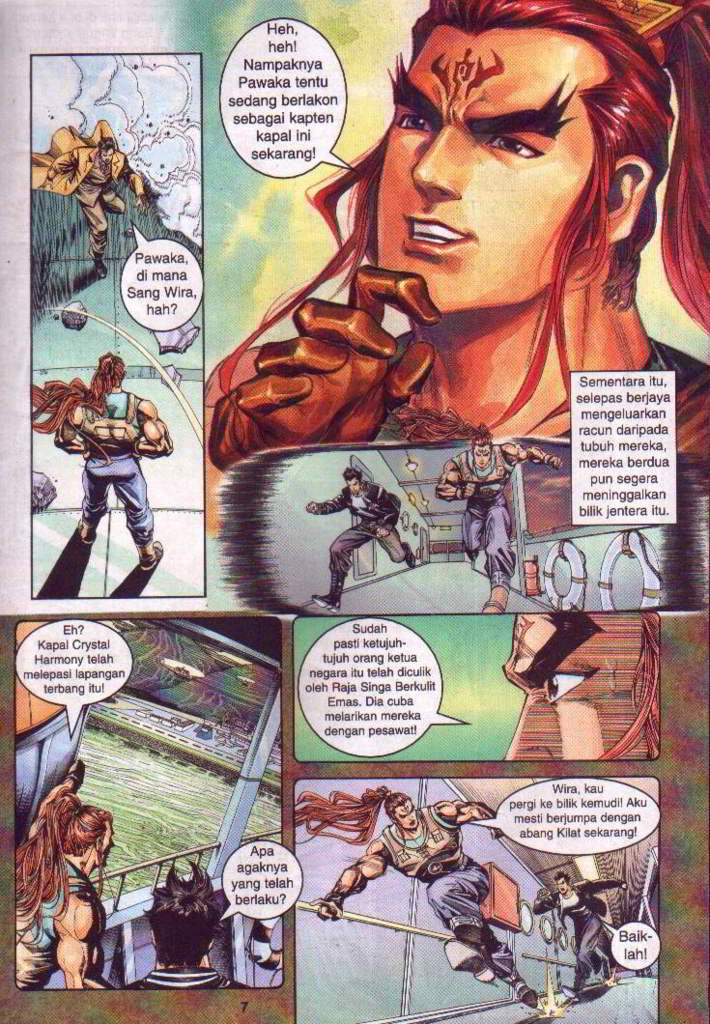 Heh,
heh!
Nampaknya
Pawaka tentu
sedang berlakon
sebagai kapten
kapal ini
sekarang!
Pawaka,
di mana
Sang Wira,
hah?
Sementara itu,
selepas berjaya
mengeluarkan
racun daripada
tubuh mereka,
mereka berdua
pun segera
meninggalkan
bilik jentera itu.
Eh?
Kapal Crystal
Harmony telah
melepasi lapangan
terbang itu!
Apa
agaknya
yang telah
berlaku?
Sudah
pasti ketujuh-
tujuh orang ketua
negara itu telah diculik
oleh Raja Singa Berkulit
Emas. Dia cuba
melarikan mereka
dengan pesawat!
Wira, kau
pergi ke bilik kemudi! Aku
mesti berjumpa dengan
abang Kilat sekarang!
Baik-
lah!
7